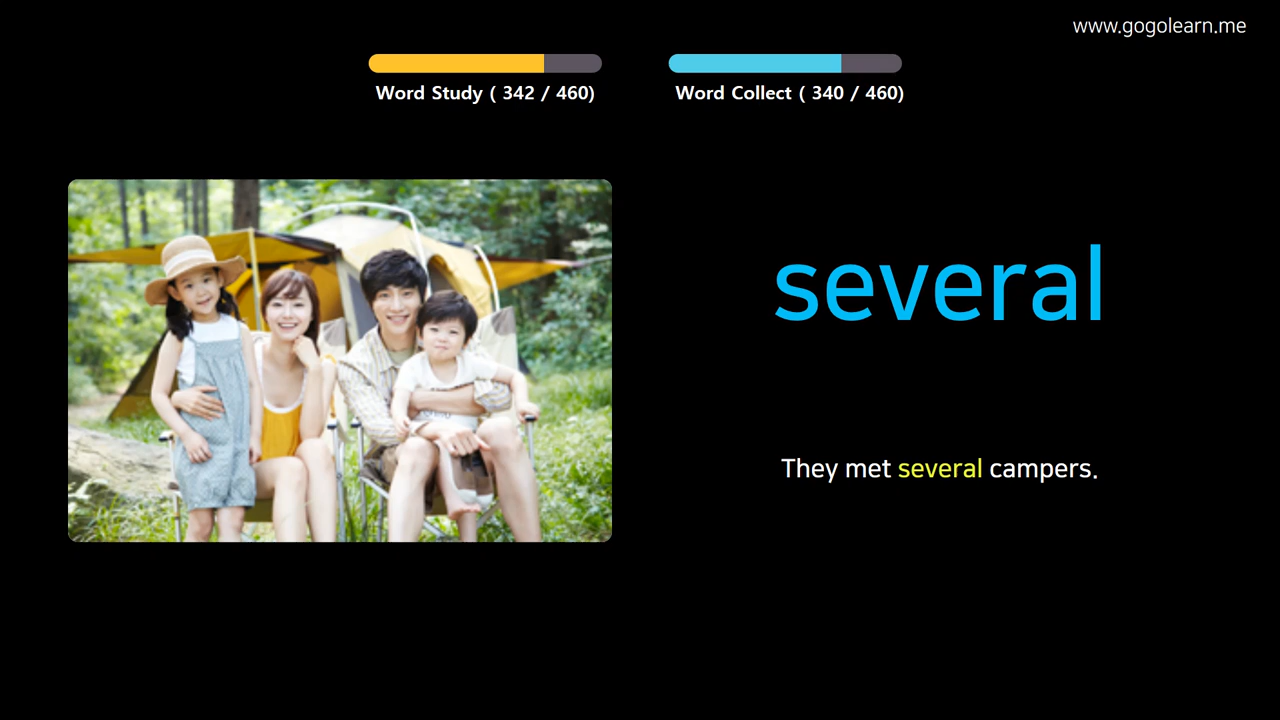 www.gogolearn.me
Word Study ( 342 / 460)
Word Collect ( 340 / 460)
several
They met several campers.